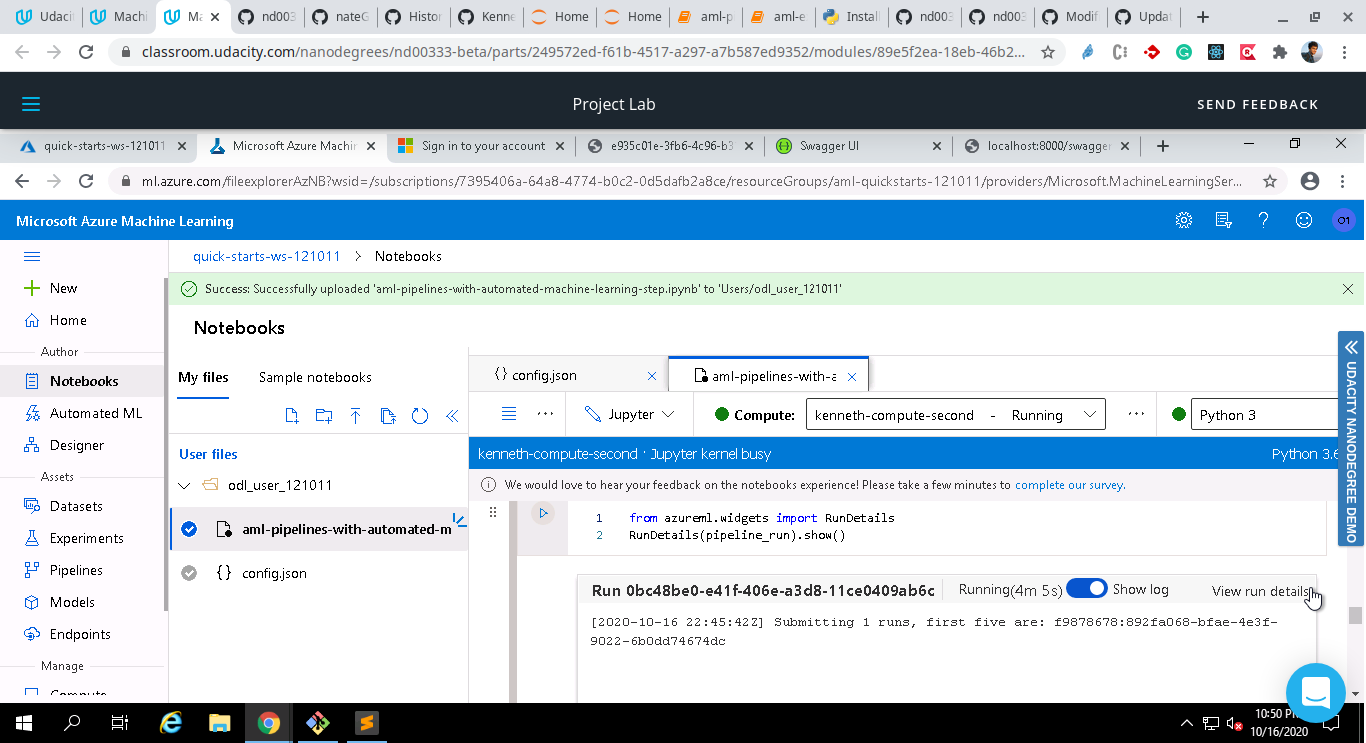 Udaci
Machi
Ma
nd003
nateG
Histor
Kenne
Home
Home
aml-p
aml-e
Install
nd003
nd003
Modif
Updat
classroom.udacity.com/nanodegrees/nd00333-beta/parts/249572ed-f61b-4517-a297-a7b587ed9352/modules/89e5f2ea-18eb-46b2...
Project Lab
SEND FEEDBACK
quick-starts-ws-121011
Microsoft Azure Machin
Sign in to your account
e935c01e-3fb6-4c96-b3
Swagger UI
localhost:8000/swagger
ml.azure.com/fileexplorerAzNB?wsid=/subscriptions/7395406a-64a8-4774-b0c2-0d5dafb2a8ce/resourceGroups/aml-quickstarts-121011/providers/Microsoft.MachineLearningSer...
Microsoft Azure Machine Learning
O1
quick-starts-ws-121011 > Notebooks
New
Home
Author
Notebooks
Automated ML
Designer
Assets
Datasets
Experiments
Pipelines
Models
Endpoints
Manage
Compute
Success: Successfully uploaded 'aml-pipelines-with-automated-machine-learning-step.ipynb' to 'Users/odl_user_121011'
Notebooks
My files
Sample notebooks
User files
odl_user_121011
aml-pipelines-with-automated-m
{} config.json
{} config.json
aml-pipelines-with-a
Jupyter
Compute:
kenneth-compute-second - Running
Python 3
kenneth-compute-second · Jupyter kernel busy
Python 3.6
We would love to hear your feedback on the notebooks experience! Please take a few minutes to complete our survey.
1 from azureml.widgets import RunDetails
2 RunDetails(pipeline_run).show()
Run 0bc48be0-e41f-406e-a3d8-11ce0409ab6c
Running(4m 5s)
Show log
View run details
[2020-10-16 22:45:42Z] Submitting 1 runs, first five are: f9878678:892fa068-bfae-4e3f-
9022-6b0dd74674dc
UDACITY NANODEGREE DEMO
10:50 P
10/16/2020